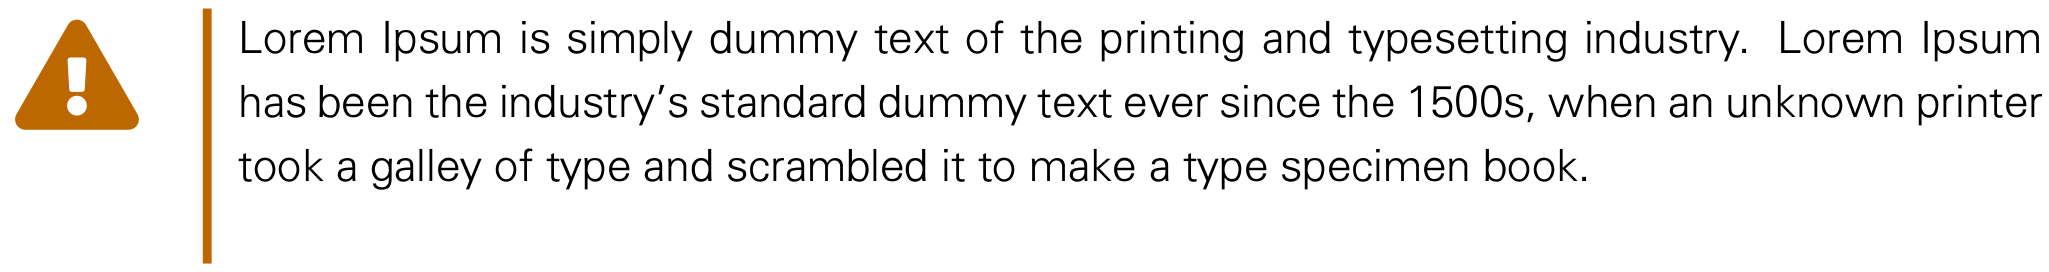 Lorem Ipsum is simply dummy text of the printing and typesetting industry. Lorem Ipsum
has been the industry’s standard dummy text ever since the 1500s, when an unknown printer
took a galley of type and scrambled it to make a type specimen book.